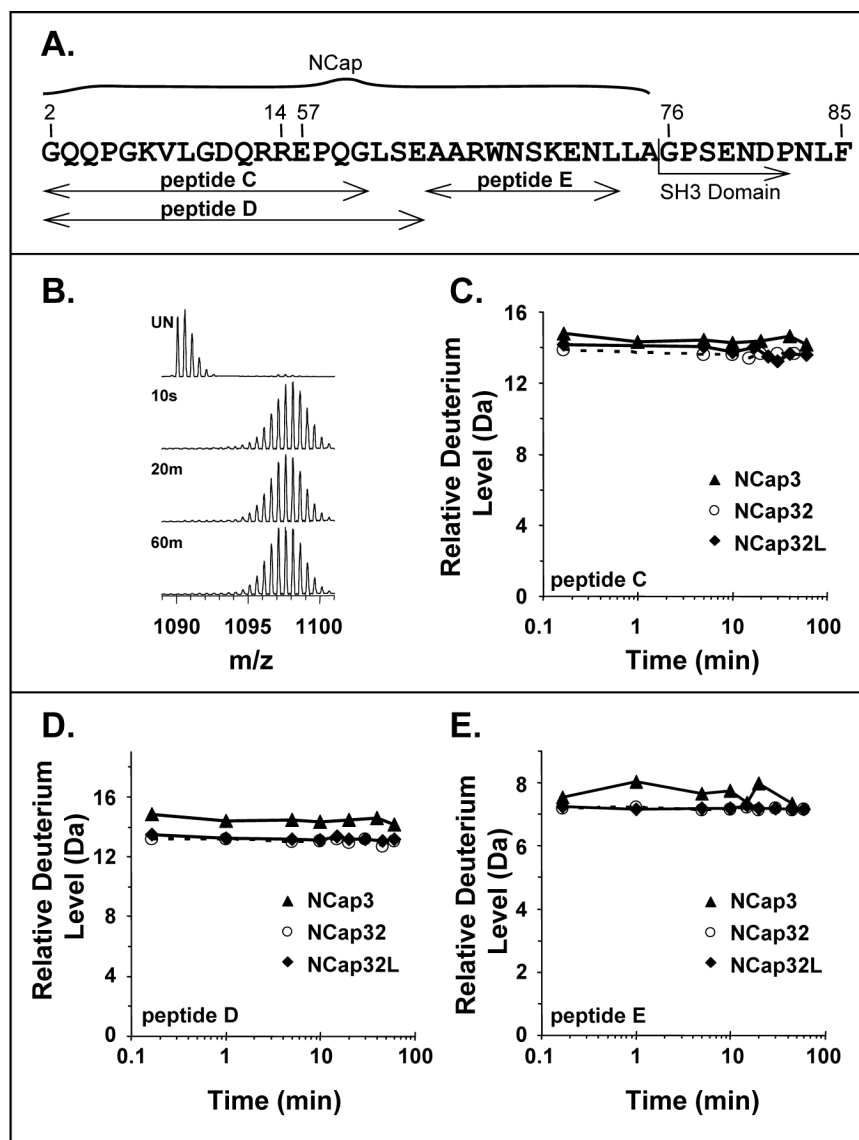 A.
NCap
2 14 57 76 85
GQQPGKVLGDQRREPQGLSEAARWNSKENLLAGPSENDPNLF
peptide C peptide E SH3 Domain
peptide D
B.
UN
10s
20m
60m
1090 1095 1100
m/z
C.
Relative Deuterium
Level (Da)
16
12
8
4
0
NCap3
NCap32
NCap32L
peptide C
0.1 1 10 100
Time (min)
D.
Relative Deuterium
Level (Da)
16
12
8
4
0
NCap3
NCap32
NCap32L
peptide D
0.1 1 10 100
Time (min)
E.
Relative Deuterium
Level (Da)
8
6
4
2
0
NCap3
NCap32
NCap32L
peptide E
0.1 1 10 100
Time (min)